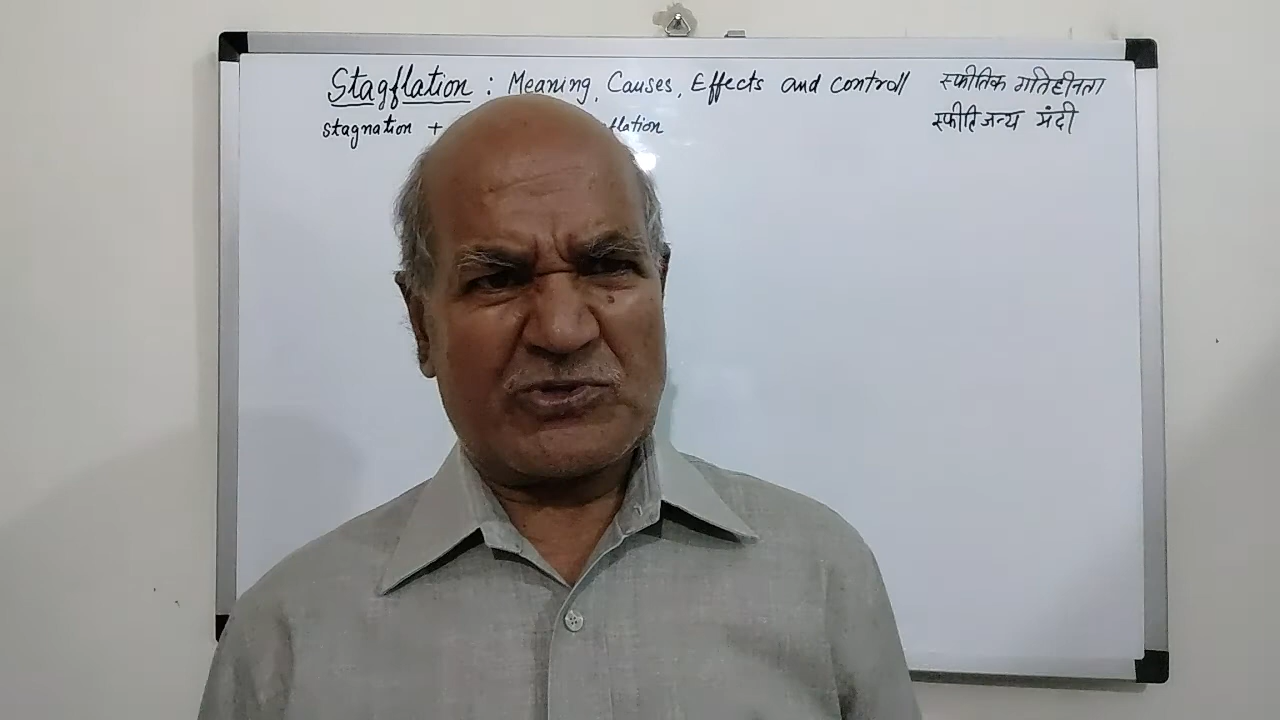 Stagflation : Meaning, Causes, Effects and controll स्फीतिक गतिहीनता
stagnation + flation स्फीतिजन्य मंदी